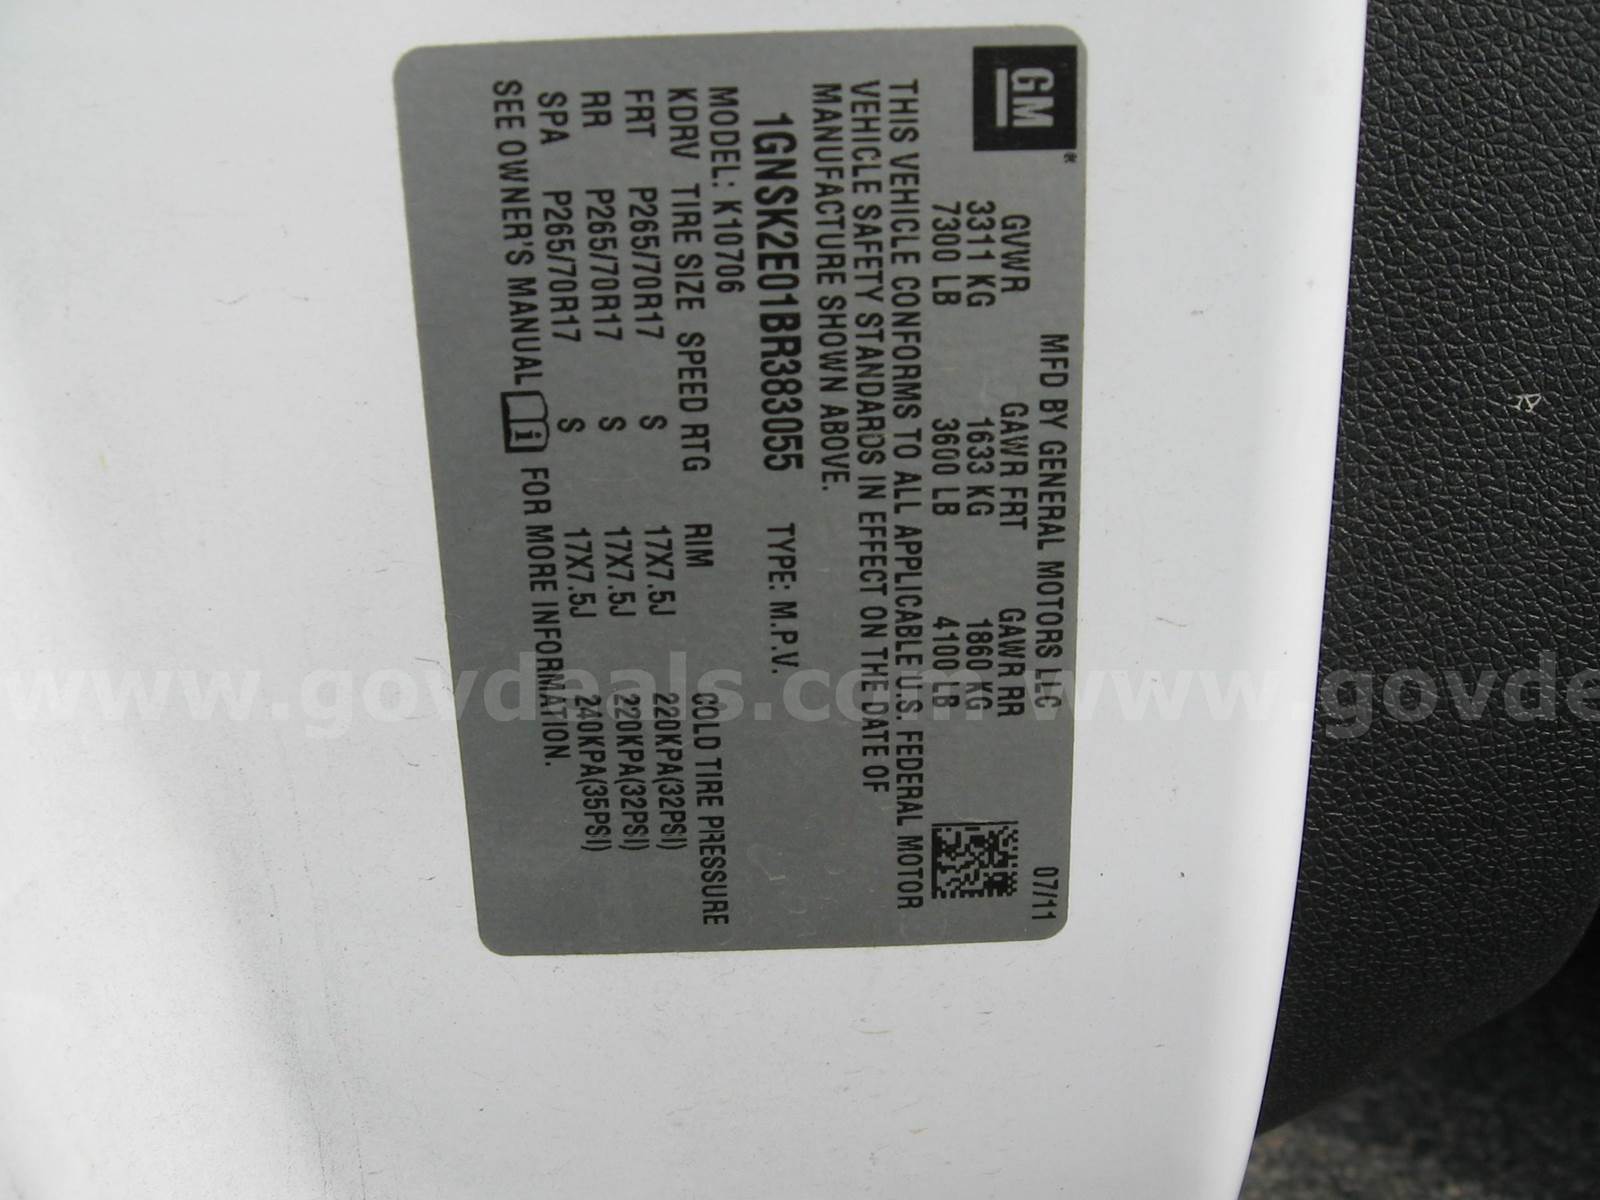 GM
MFD BY GENERAL MOTORS LLC 07/11
GVWR GAWR FRT GAWR RR
3311 KG 1633 KG 1860 KG
7300 LB 3600 LB 4100 LB
THIS VEHICLE CONFORMS TO ALL APPLICABLE U.S. FEDERAL MOTOR
VEHICLE SAFETY STANDARDS IN EFFECT ON THE DATE OF
MANUFACTURE SHOWN ABOVE.
1GNSK2E01BR383055 TYPE: M.P.V.
MODEL: K10706
KDRV TIRE SIZE SPEED RTG RIM COLD TIRE PRESSURE
FRT P265/70R17 S 17X7.5J 220KPA(32PSI)
RR P265/70R17 S 17X7.5J 220KPA(32PSI)
SPA P265/70R17 S 17X7.5J 240KPA(35PSI)
SEE OWNER'S MANUAL i FOR MORE INFORMATION.
www.govdeals.com www.govde